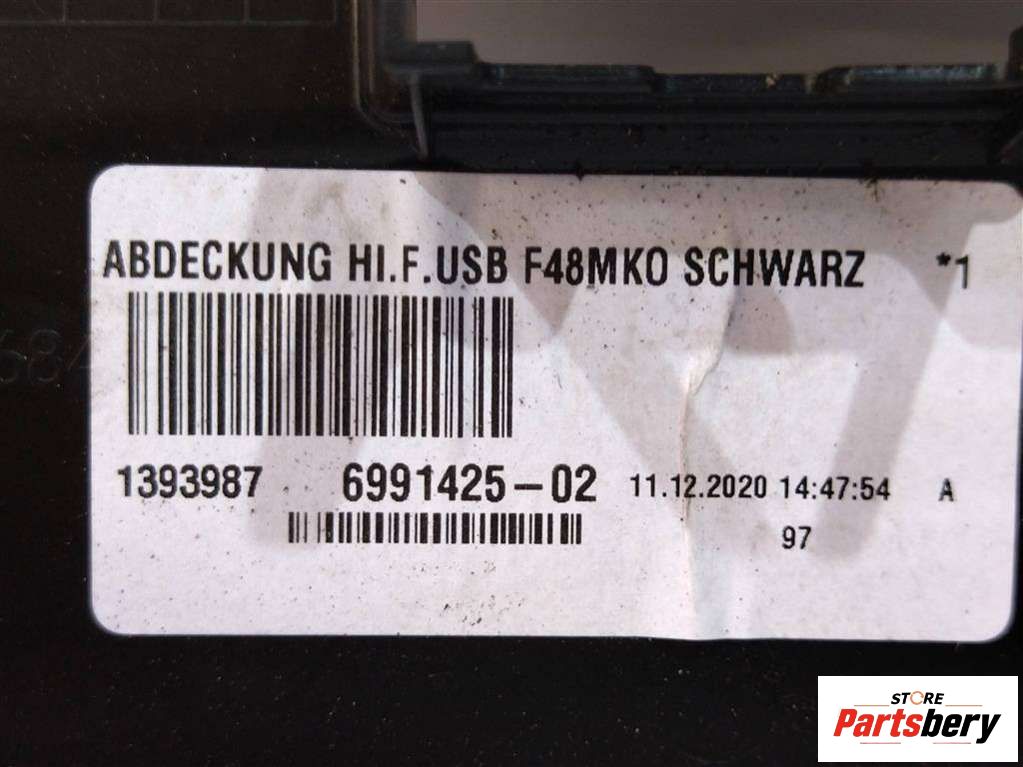 ABDECKUNG HI.F.USB F48MKO SCHWARZ *1
1393987 6991425-02 11.12.2020 14:47:54 A
97
STORE
Partsbery